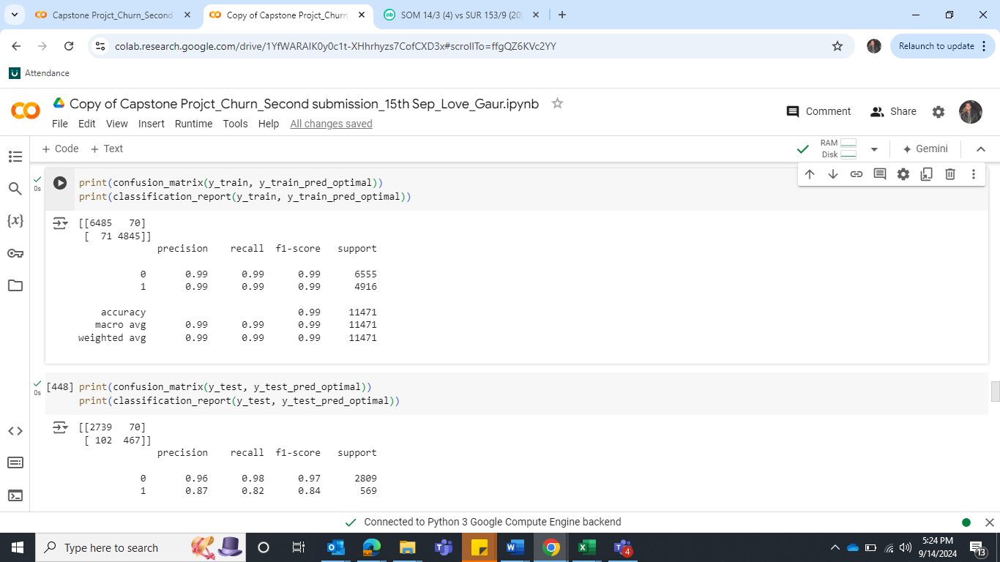 Capstone Projct_Churn_Second
Copy of Capstone Projct_Churn
SOM 14/3 (4) vs SUR 153/9 (20)
colab.research.google.com/drive/1YfWARAIK0y0c1t-XHhrhyzs7CofCXD3x#scrollTo=ffgQZ6KVc2YY
Relaunch to update
Attendance
Copy of Capstone Projct_Churn_Second submission_15th Sep_Love_Gaur.ipynb
File Edit View Insert Runtime Tools Help All changes saved
Comment
Share
+ Code + Text
RAM
Disk
Gemini
0s
print(confusion_matrix(y_train, y_train_pred_optimal))
print(classification_report(y_train, y_train_pred_optimal))
[[6485   70]
[  71 4845]]
precision recall f1-score support
0 0.99 0.99 0.99 6555
1 0.99 0.99 0.99 4916
accuracy 0.99 11471
macro avg 0.99 0.99 0.99 11471
weighted avg 0.99 0.99 0.99 11471
0s
[448] print(confusion_matrix(y_test, y_test_pred_optimal))
print(classification_report(y_test, y_test_pred_optimal))
[[2739   70]
[ 102  467]]
precision recall f1-score support
0 0.96 0.98 0.97 2809
1 0.87 0.82 0.84 569
Connected to Python 3 Google Compute Engine backend
Type here to search
4
5:24 PM
9/14/2024
13